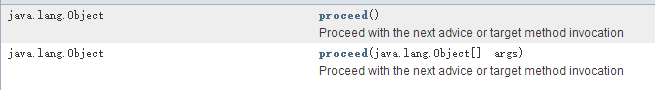 java.lang.Object proceed()
Proceed with the next advice or target method invocation
java.lang.Object proceed(java.lang.Object[] args)
Proceed with the next advice or target method invocation